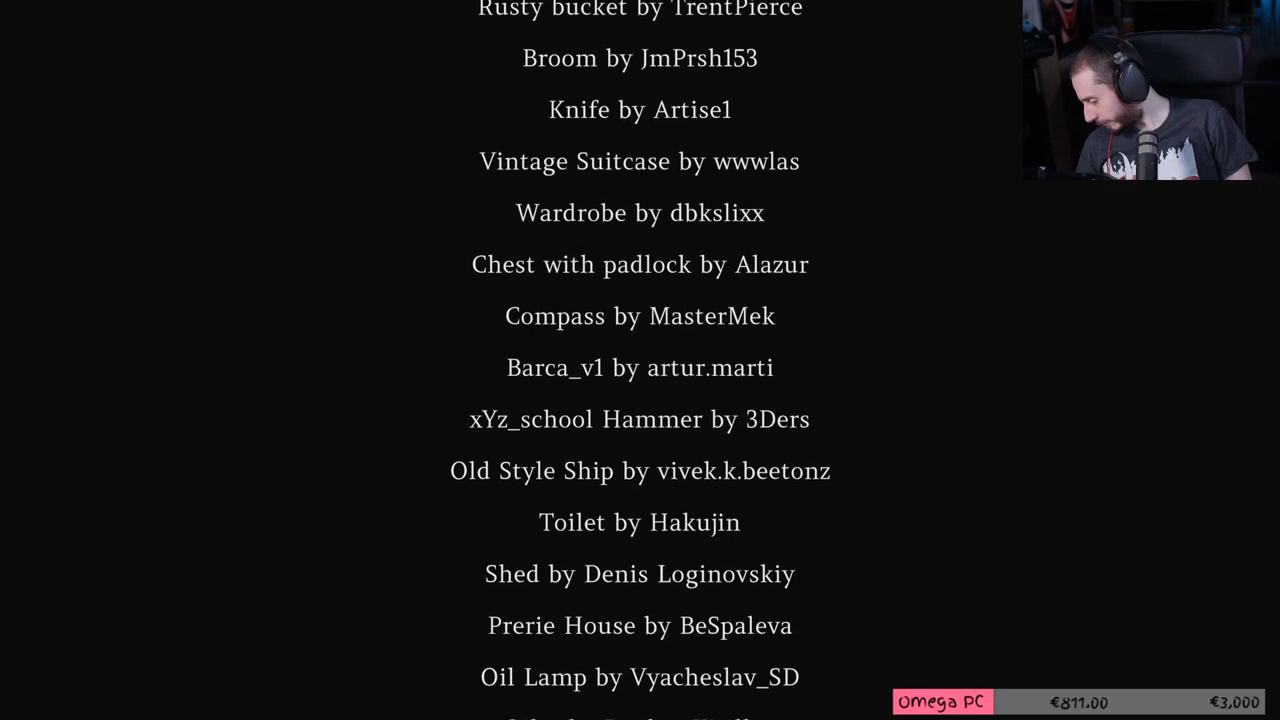 Rusty bucket by TrentPierce
Broom by JmPrsh153
Knife by Artise1
Vintage Suitcase by wwwlas
Wardrobe by dbkslixx
Chest with padlock by Alazur
Compass by MasterMek
Barca_v1 by artur.marti
xYz_school Hammer by 3Ders
Old Style Ship by vivek.k.beetonz
Toilet by Hakujin
Shed by Denis Loginovskiy
Prerie House by BeSpaleva
Oil Lamp by Vyacheslav_SD
Omega PC €811.00 €3,000